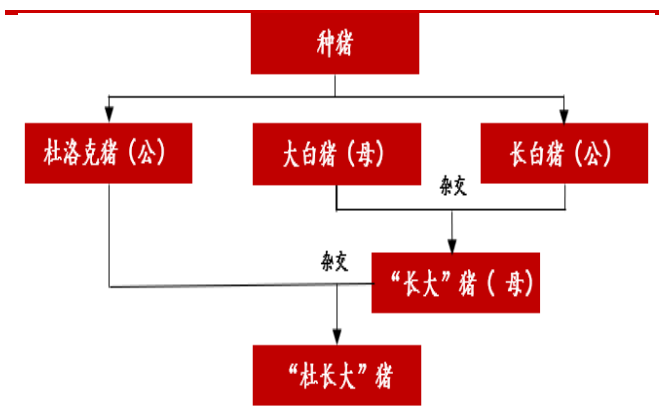 种猪
杜洛克猪（公）
大白猪（母）
长白猪（公）
杂交
“长大”猪（ 母）
杂交
“杜长大”猪